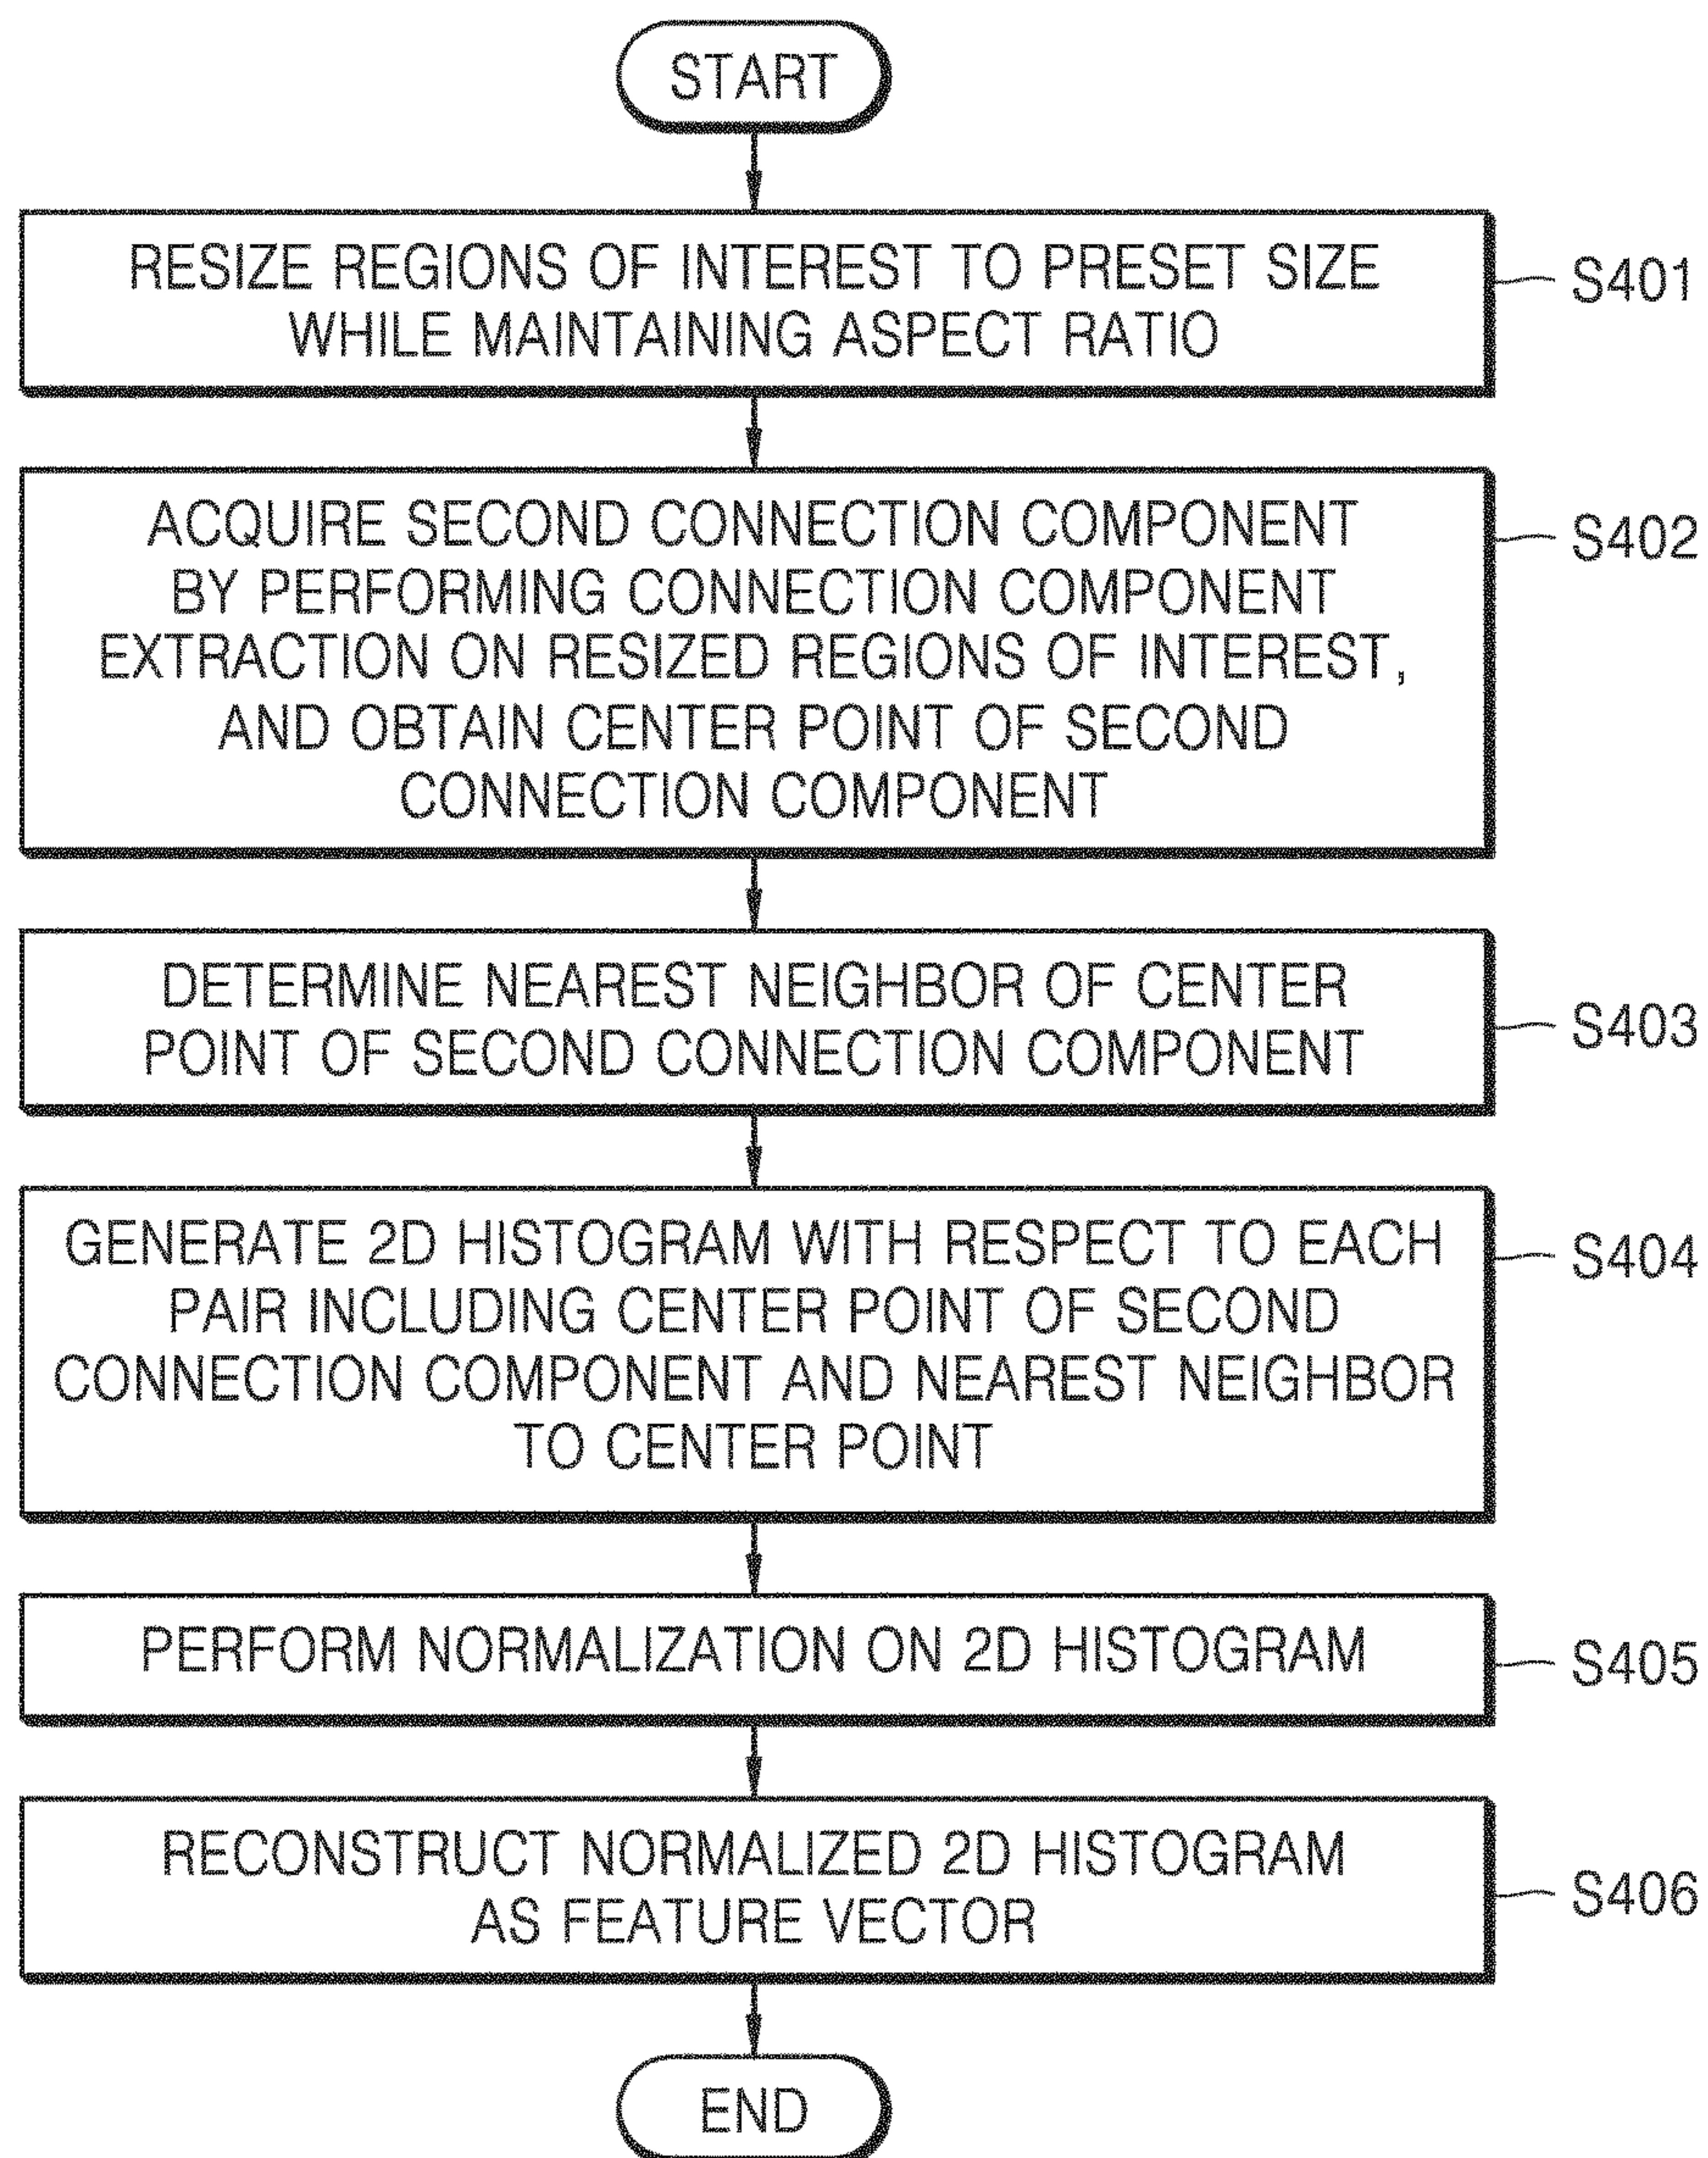 START
RESIZE REGIONS OF INTEREST TO PRESET SIZE
WHILE MAINTAINING ASPECT RATIO
S401
ACQUIRE SECOND CONNECTION COMPONENT
BY PERFORMING CONNECTION COMPONENT
EXTRACTION ON RESIZED REGIONS OF INTEREST,
AND OBTAIN CENTER POINT OF SECOND
CONNECTION COMPONENT
S402
DETERMINE NEAREST NEIGHBOR OF CENTER
POINT OF SECOND CONNECTION COMPONENT
S403
GENERATE 2D HISTOGRAM WITH RESPECT TO EACH
PAIR INCLUDING CENTER POINT OF SECOND
CONNECTION COMPONENT AND NEAREST NEIGHBOR
TO CENTER POINT
S404
PERFORM NORMALIZATION ON 2D HISTOGRAM
S405
RECONSTRUCT NORMALIZED 2D HISTOGRAM
AS FEATURE VECTOR
S406
END